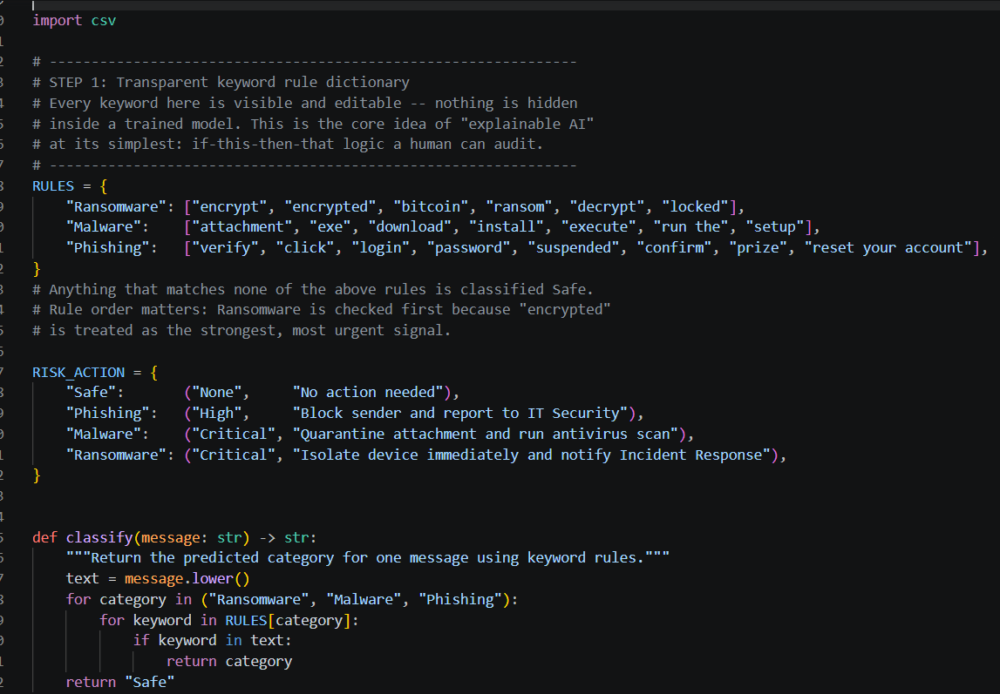 import csv
# ---------------------------------------------------------------
# STEP 1: Transparent keyword rule dictionary
# Every keyword here is visible and editable -- nothing is hidden
# inside a trained model. This is the core idea of "explainable AI"
# at its simplest: if-this-then-that logic a human can audit.
# ---------------------------------------------------------------
RULES = {
    "Ransomware": ["encrypt", "encrypted", "bitcoin", "ransom", "decrypt", "locked"],
    "Malware":    ["attachment", "exe", "download", "install", "execute", "run the", "setup"],
    "Phishing":   ["verify", "click", "login", "password", "suspended", "confirm", "prize", "reset your account"],
}
# Anything that matches none of the above rules is classified Safe.
# Rule order matters: Ransomware is checked first because "encrypted"
# is treated as the strongest, most urgent signal.
RISK_ACTION = {
    "Safe":       ("None",     "No action needed"),
    "Phishing":   ("High",     "Block sender and report to IT Security"),
    "Malware":    ("Critical", "Quarantine attachment and run antivirus scan"),
    "Ransomware": ("Critical", "Isolate device immediately and notify Incident Response"),
}
def classify(message: str) -> str:
    """Return the predicted category for one message using keyword rules."""
    text = message.lower()
    for category in ("Ransomware", "Malware", "Phishing"):
        for keyword in RULES[category]:
            if keyword in text:
                return category
    return "Safe"